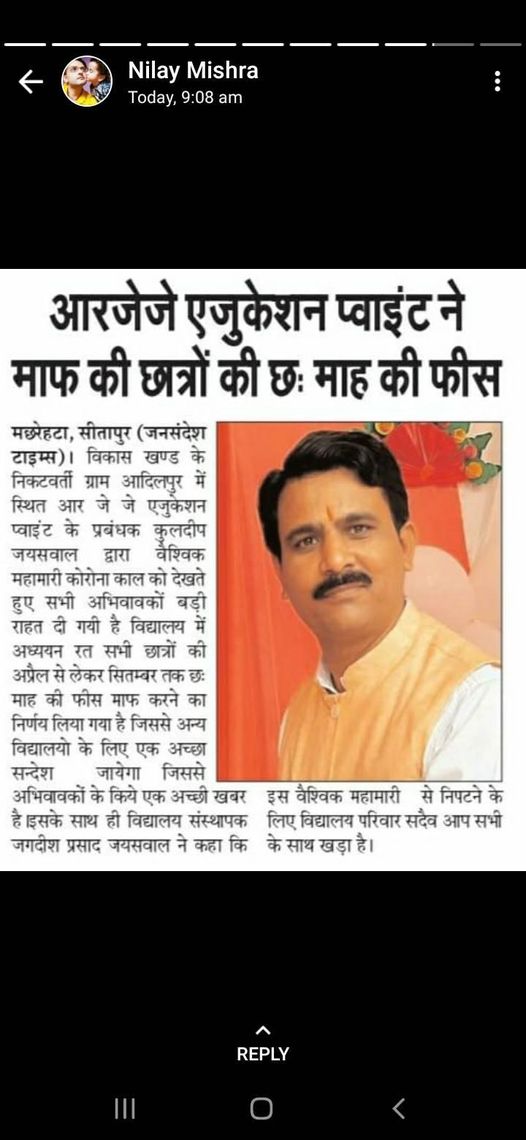 Nilay Mishra
Today, 9:08 am
आरजेजे एजुकेशन प्वाइंट ने
माफ की छात्रों की छः माह की फीस
मछरेहटा, सीतापुर (जनसंदेश
टाइम्स)। विकास खण्ड के
निकटवर्ती ग्राम आदिलपुर में
स्थित आर जे जे एजुकेशन
प्वाइंट के प्रबंधक कुलदीप
जयसवाल द्वारा वैश्विक
महामारी कोरोना काल को देखते
हुए सभी अभिवावकों बड़ी
राहत दी गयी है विद्यालय में
अध्ययन रत सभी छात्रों की
अप्रैल से लेकर सितम्बर तक छः
माह की फीस माफ करने का
निर्णय लिया गया है जिससे अन्य
विद्यालयो के लिए एक अच्छा
सन्देश जायेगा जिससे
अभिवावकों के किये एक अच्छी खबर
है।इसके साथ ही विद्यालय संस्थापक
जगदीश प्रसाद जयसवाल ने कहा कि
इस वैश्विक महामारी से निपटने के
लिए विद्यालय परिवार सदैव आप सभी
के साथ खड़ा है।
REPLY